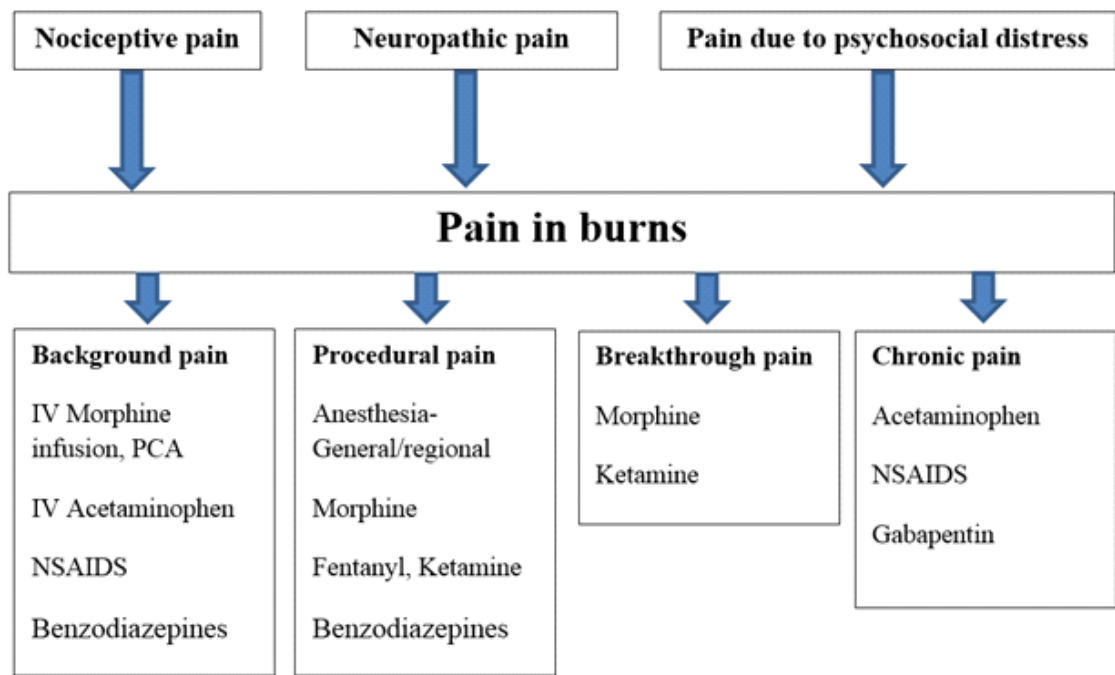 Nociceptive pain
Neuropathic pain
Pain due to psychosocial distress
Pain in burns
Background pain
IV Morphine
infusion, PCA
IV Acetaminophen
NSAIDS
Benzodiazepines
Procedural pain
Anesthesia-
General/regional
Morphine
Fentanyl, Ketamine
Benzodiazepines
Breakthrough pain
Morphine
Ketamine
Chronic pain
Acetaminophen
NSAIDS
Gabapentin